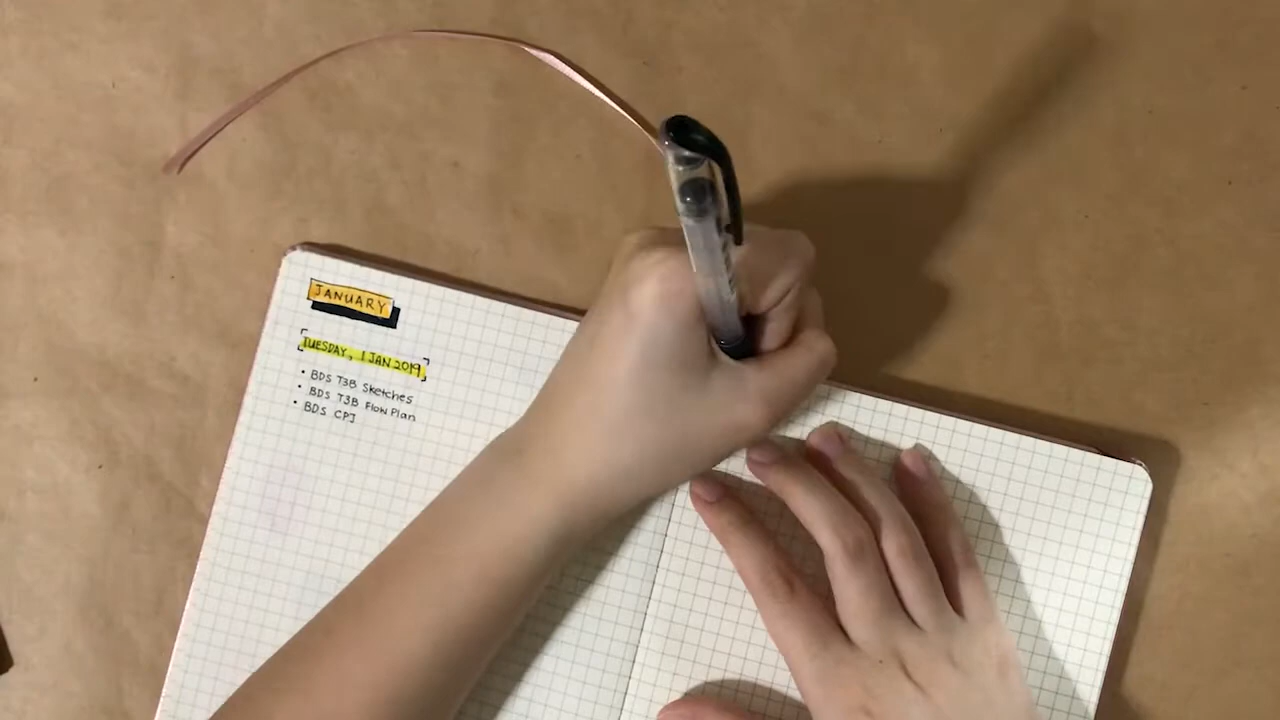 JANUARY
TUESDAY, 1 JAN 2019
• BDS T3B Sketches
• BDS T3B Flow Plan
• BDS CPJ